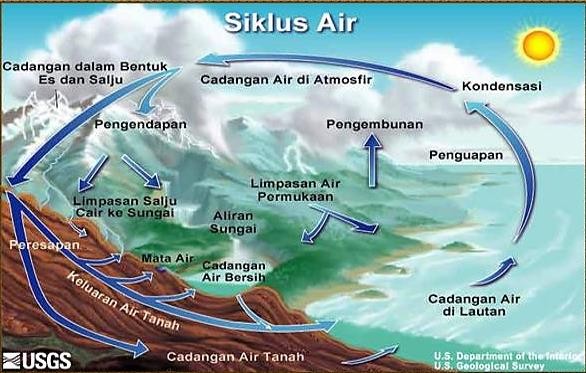 Siklus Air
Cadangan dalam Bentuk
Es dan Salju
Cadangan Air di Atmosfir
Kondensasi
Pengendapan
Pengembunan
Penguapan
Limpasan Salju
Cair ke Sungai
Limpasan Air
Permukaan
Aliran
Sungai
Peresapan
Mata Air
Cadangan
Air Bersih
Keluaran Air Tanah
Cadangan Air
di Lautan
Cadangan Air Tanah
USGS
U.S. Department of the Interior
U.S. Geological Survey